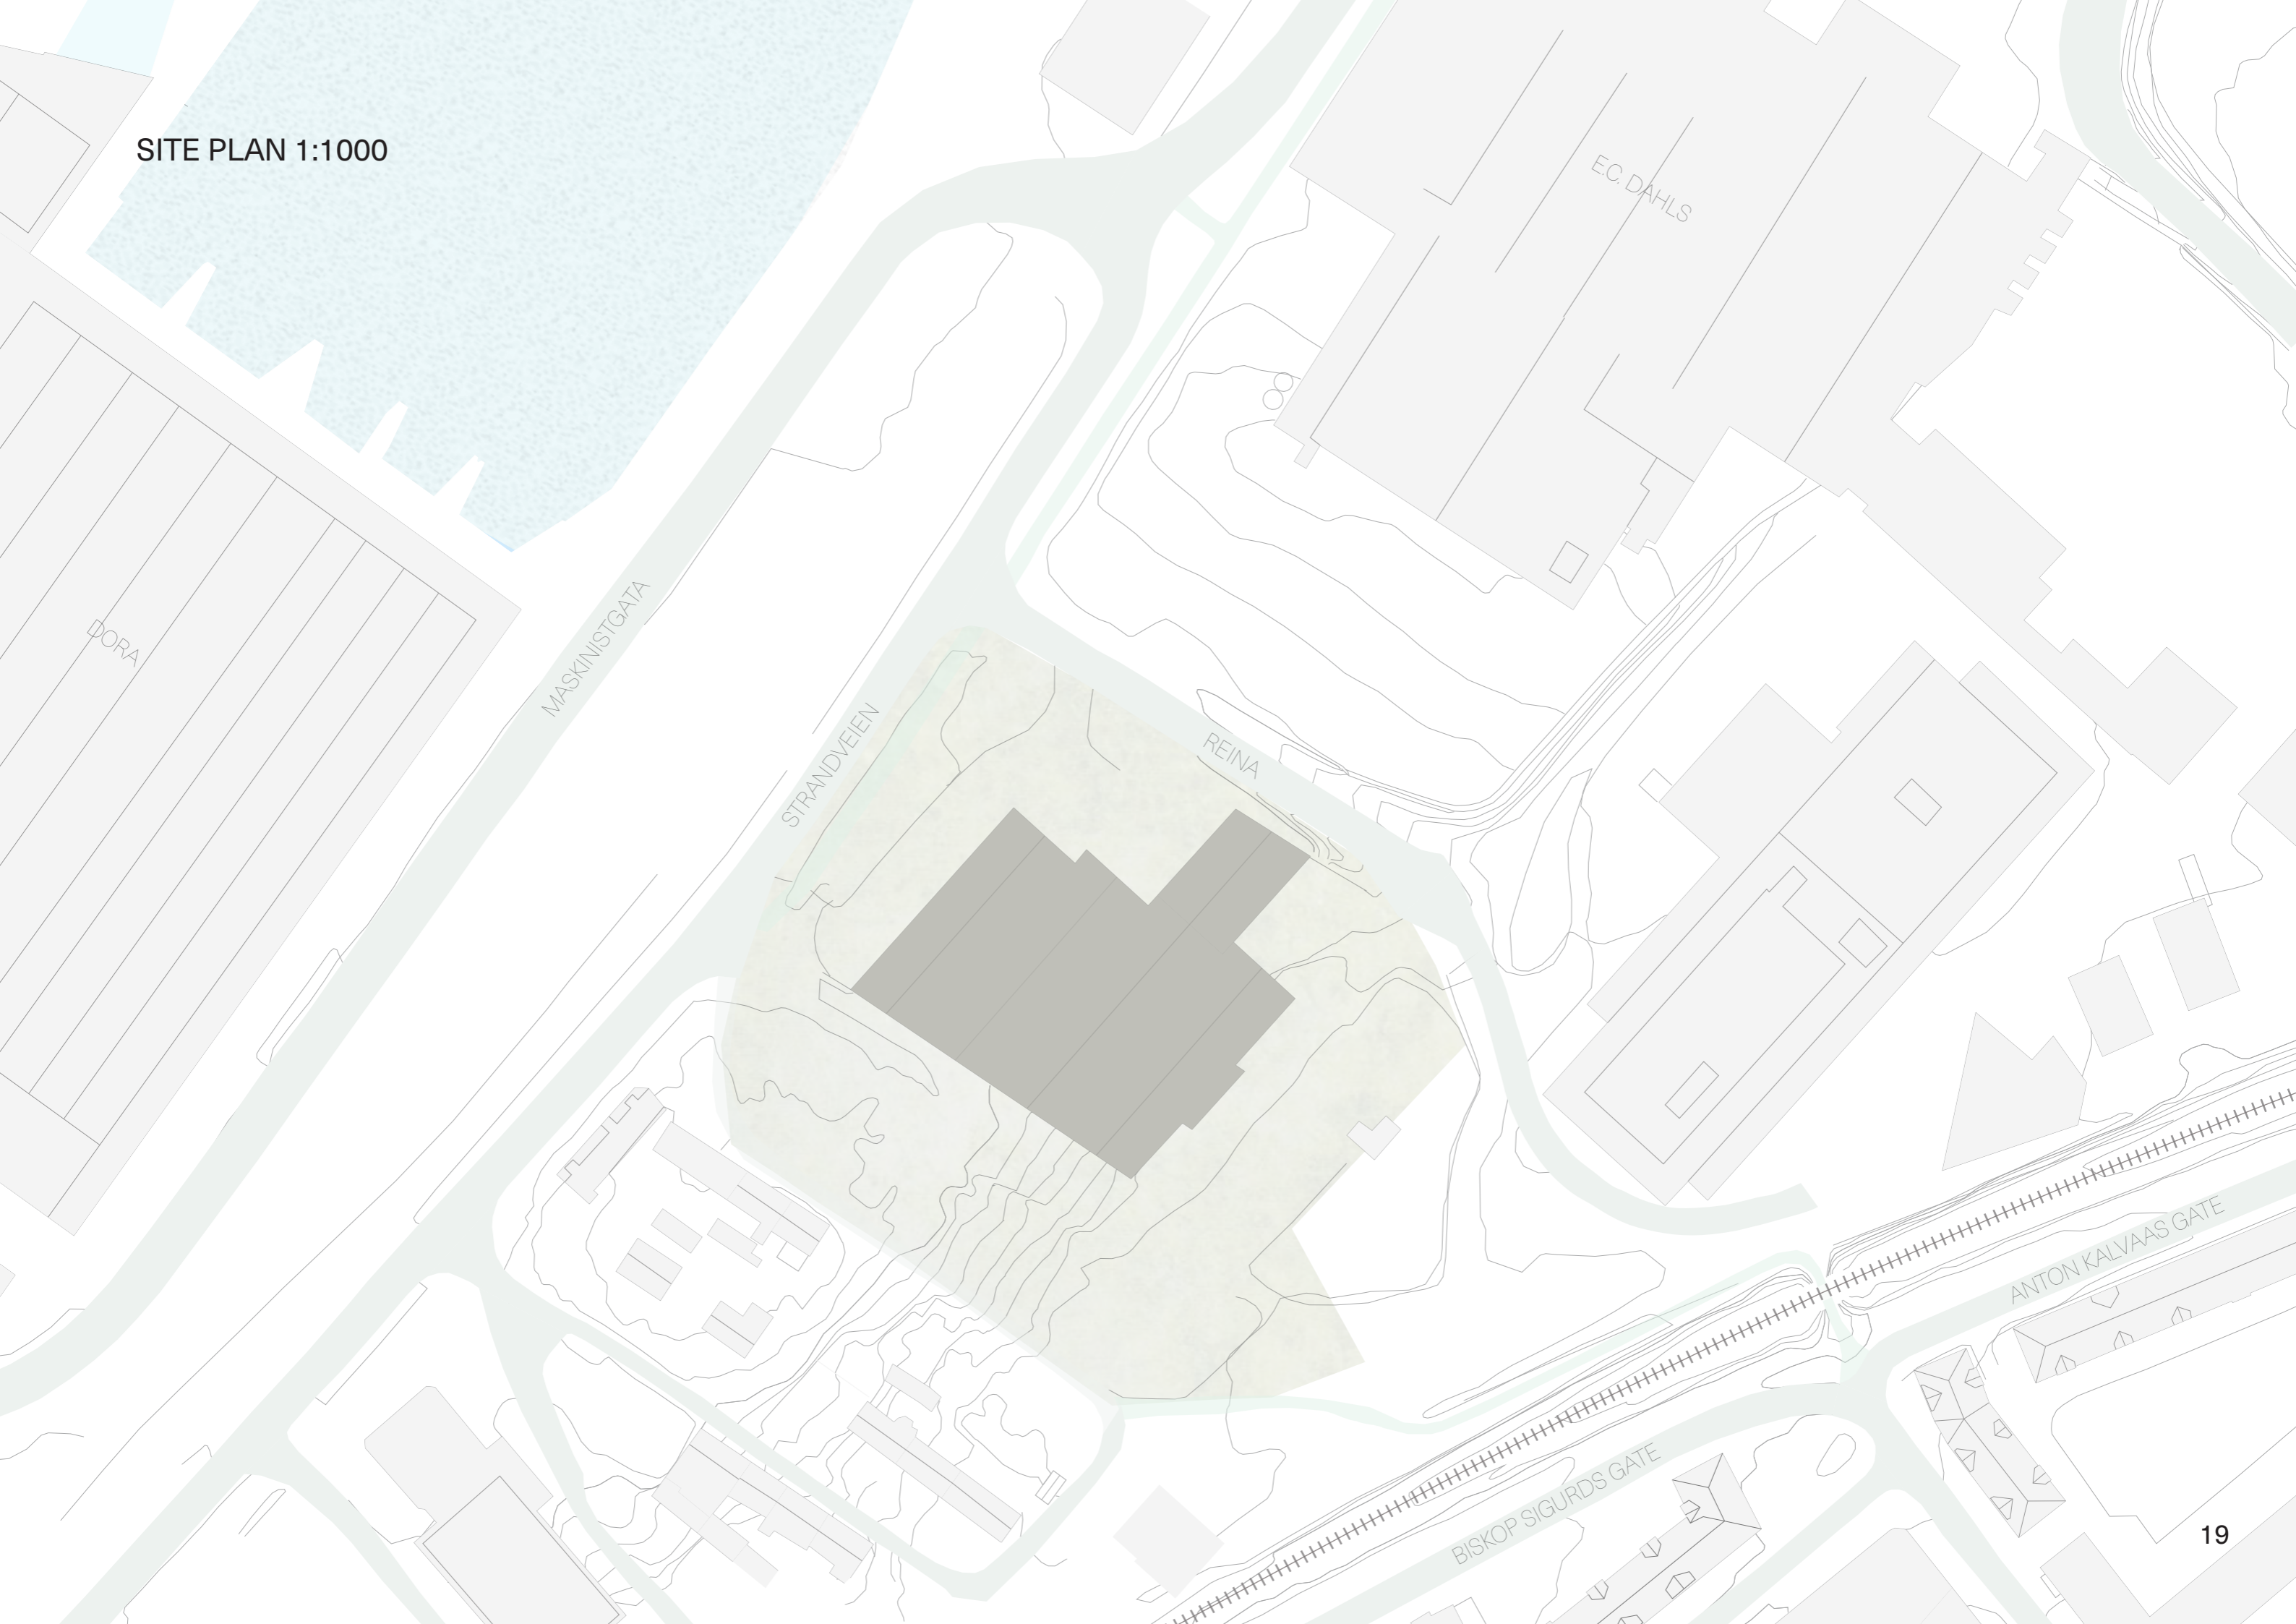 SITE PLAN 1:1000
E.C. DAHLS
DORA
MASKINISTGATA
STRANDVEIEN
REINA
ANTON KALVAAS GATE
BISKOP SIGURDS GATE
19